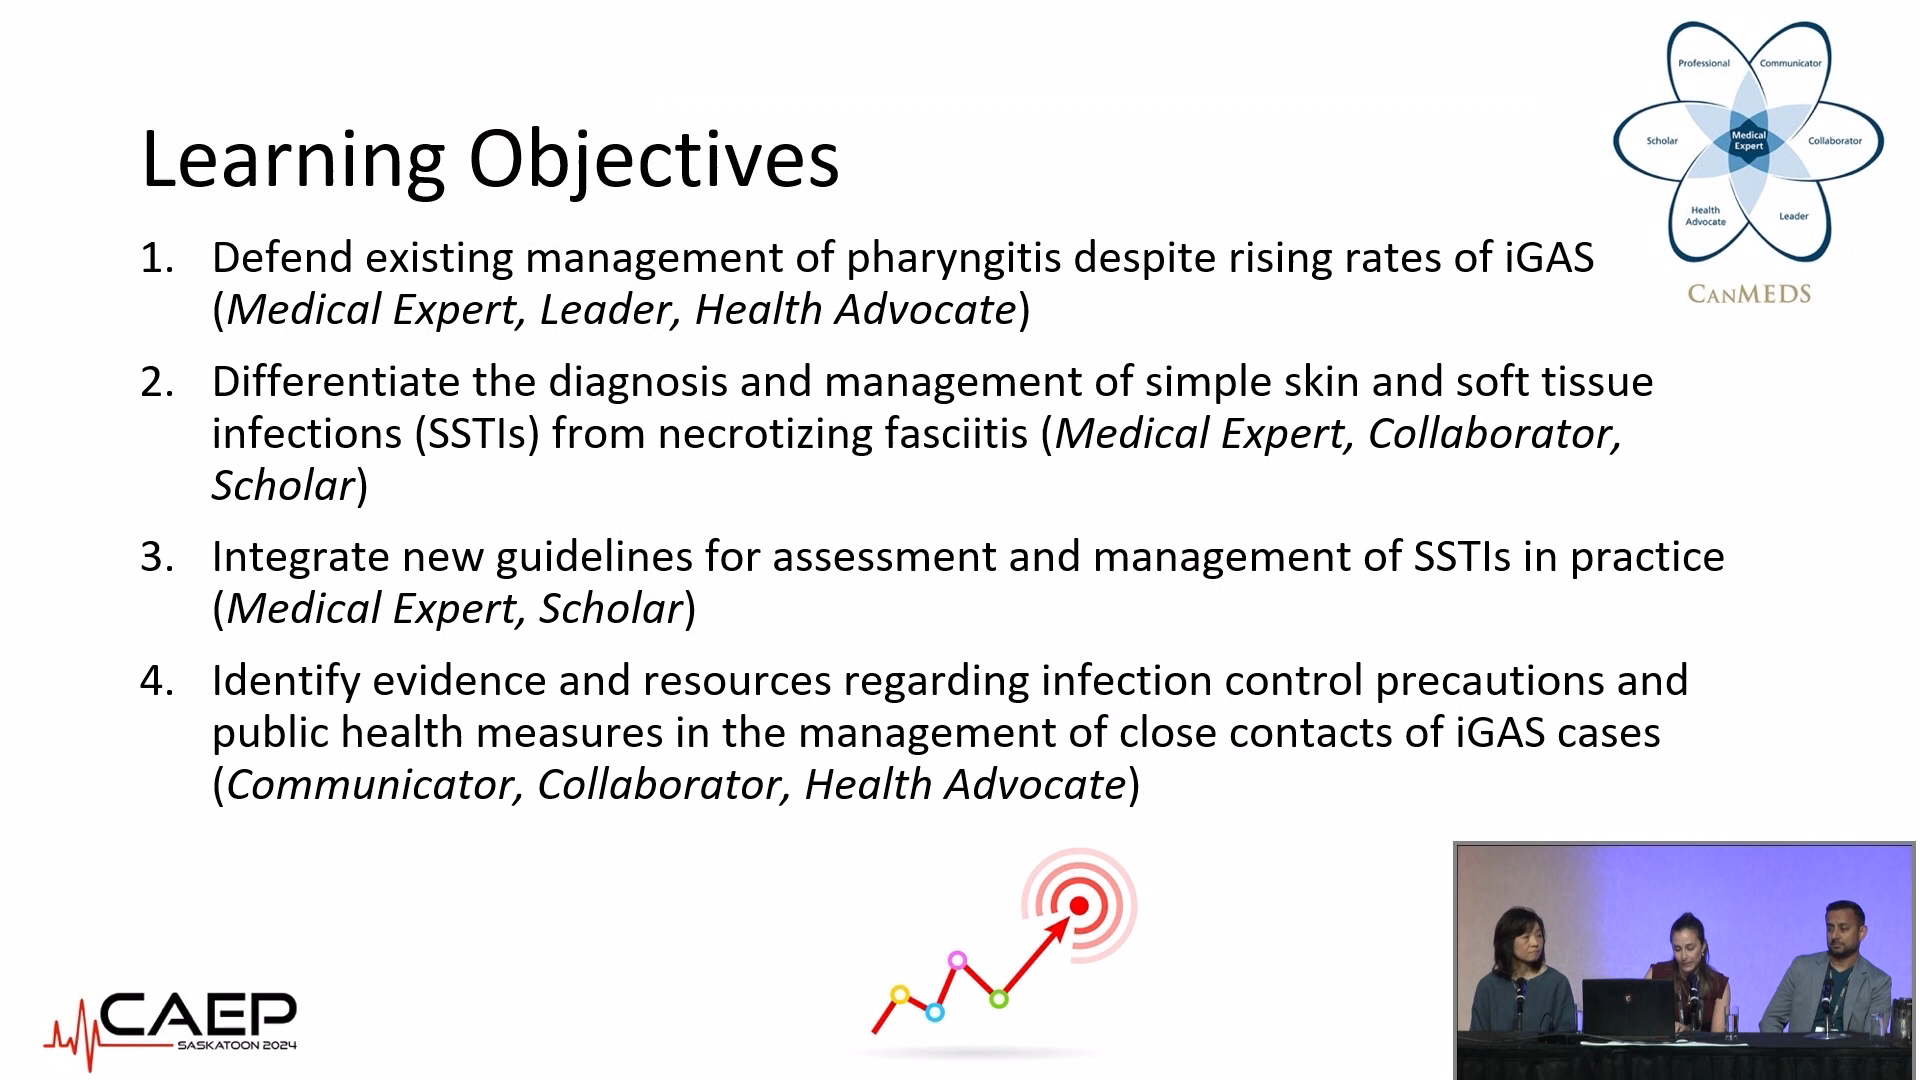 Professional
Communicator
Learning Objectives
Scholar
Medical
Expert
Collaborator
Health
Advocate
Leader
CANMEDS
1. Defend existing management of pharyngitis despite rising rates of iGAS
(Medical Expert, Leader, Health Advocate)
2. Differentiate the diagnosis and management of simple skin and soft tissue
infections (SSTIs) from necrotizing fasciitis (Medical Expert, Collaborator,
Scholar)
3. Integrate new guidelines for assessment and management of SSTIs in practice
(Medical Expert, Scholar)
4. Identify evidence and resources regarding infection control precautions and
public health measures in the management of close contacts of iGAS cases
(Communicator, Collaborator, Health Advocate)
CAEP
SASKATOON 2024